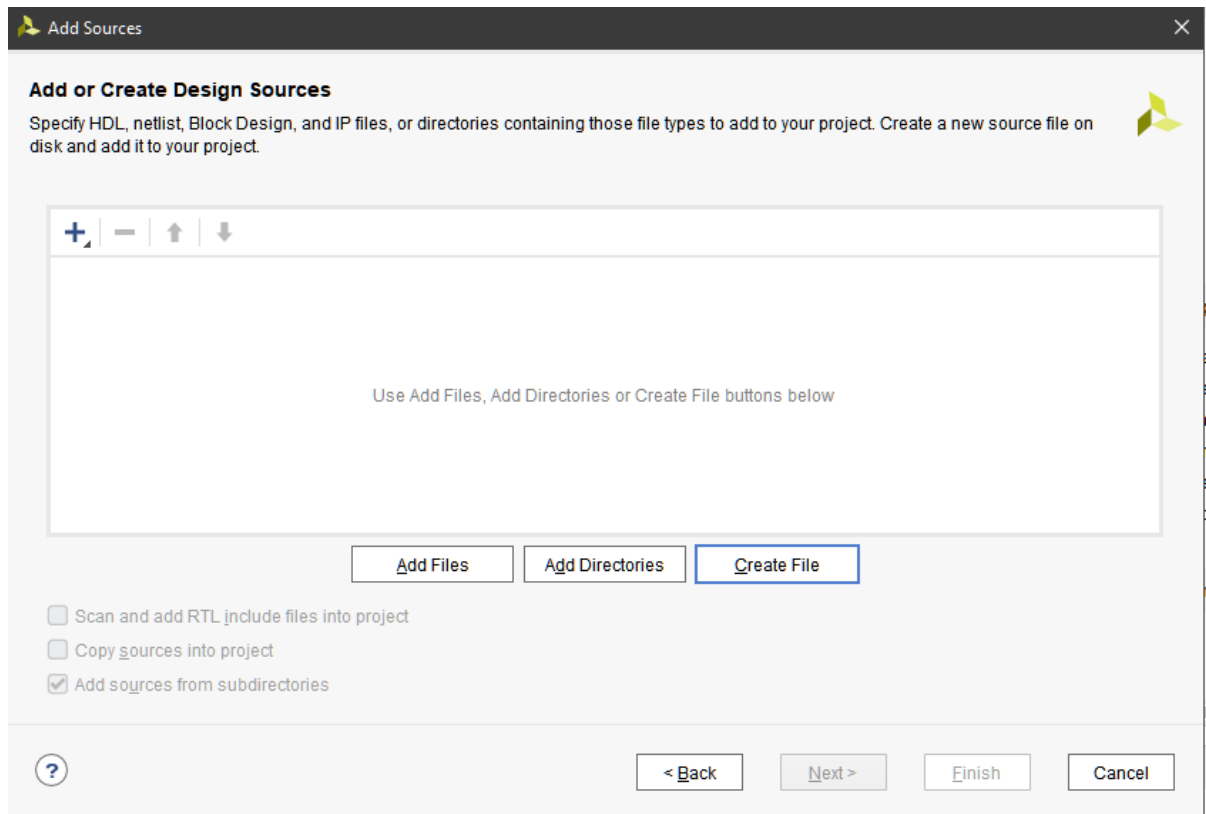 Add Sources
Add or Create Design Sources
Specify HDL, netlist, Block Design, and IP files, or directories containing those file types to add to your project. Create a new source file on
disk and add it to your project.
Use Add Files, Add Directories or Create File buttons below
Add Files
Add Directories
Create File
Scan and add RTL include files into project
Copy sources into project
Add sources from subdirectories
?
< Back
Next >
Finish
Cancel